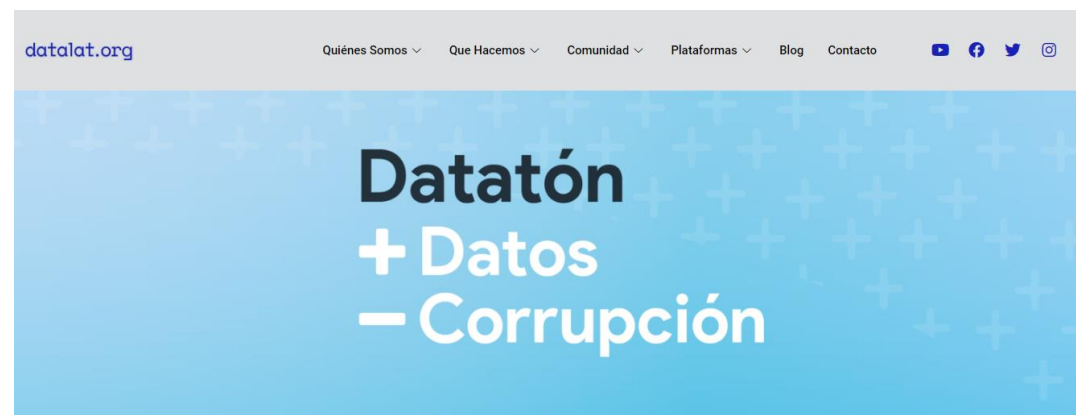 datalat.org Quiénes Somos Que Hacemos Comunidad Plataformas Blog Contacto
Datatón
+ Datos
– Corrupción